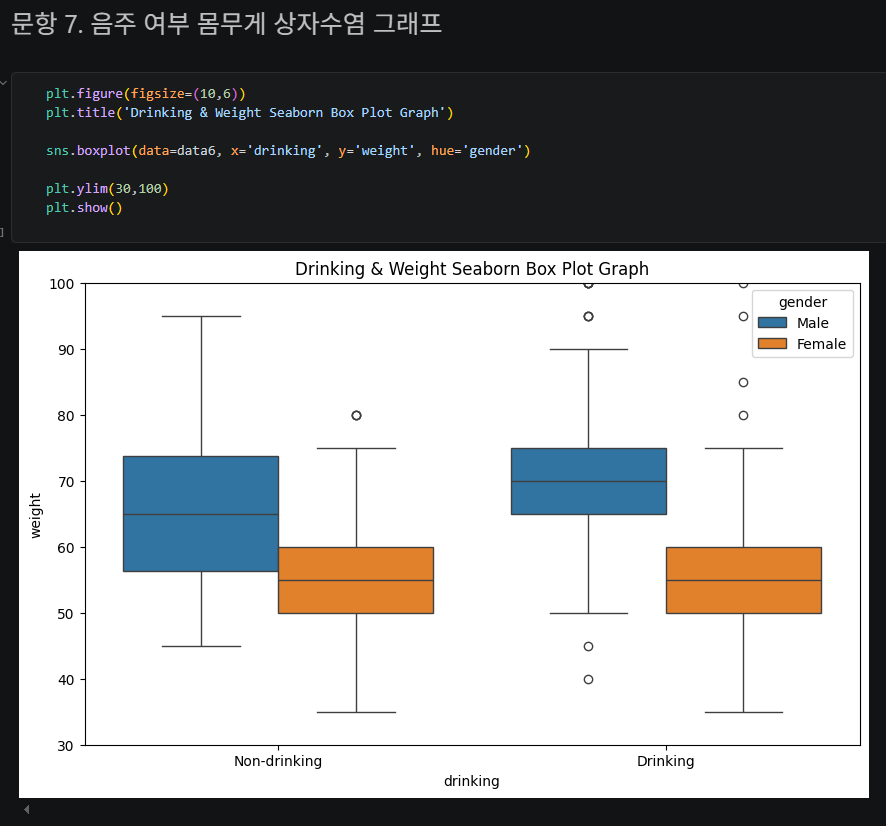 문항 7. 음주 여부 몸무게 상자수염 그래프
plt.figure(figsize=(10,6))
plt.title('Drinking & Weight Seaborn Box Plot Graph')
sns.boxplot(data=data6, x='drinking', y='weight', hue='gender')
plt.ylim(30,100)
plt.show()
]
Drinking & Weight Seaborn Box Plot Graph
gender
Male
Female
100
90
80
70
60
50
40
30
weight
Non-drinking
Drinking
drinking